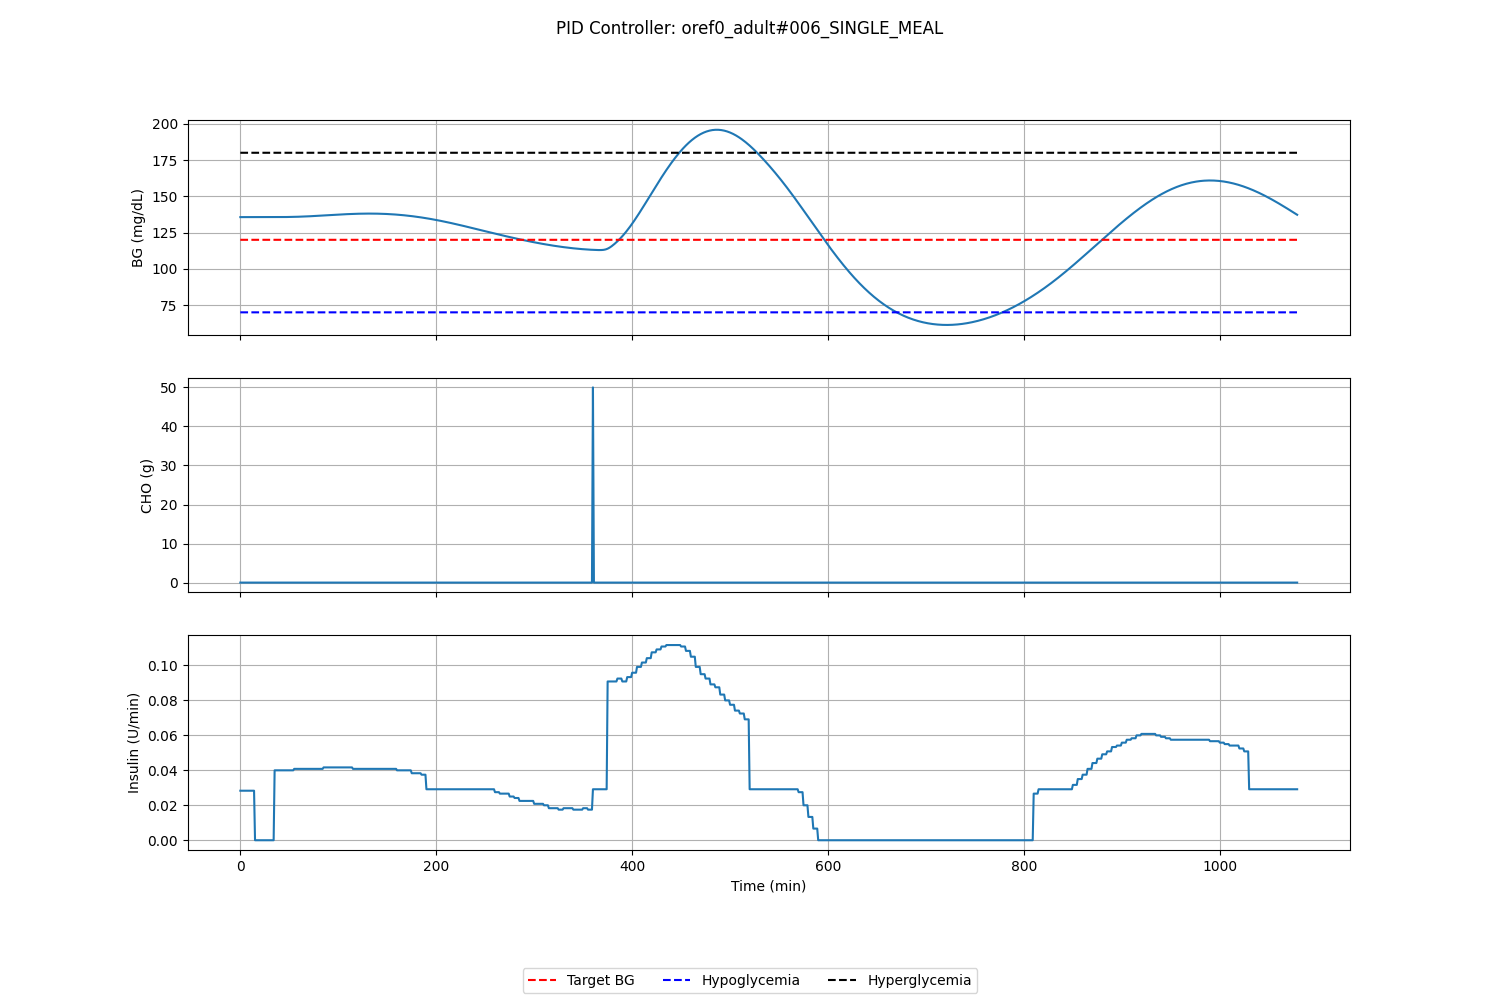 PID Controller: oref0_adult#006_SINGLE_MEAL
200
175
150
125
100
75
BG (mg/dL)
50
40
30
20
10
0
CHO (g)
0.10
0.08
0.06
0.04
0.02
0.00
Insulin (U/min)
0 200 400 600 800 1000
Time (min)
Target BG Hypoglycemia Hyperglycemia